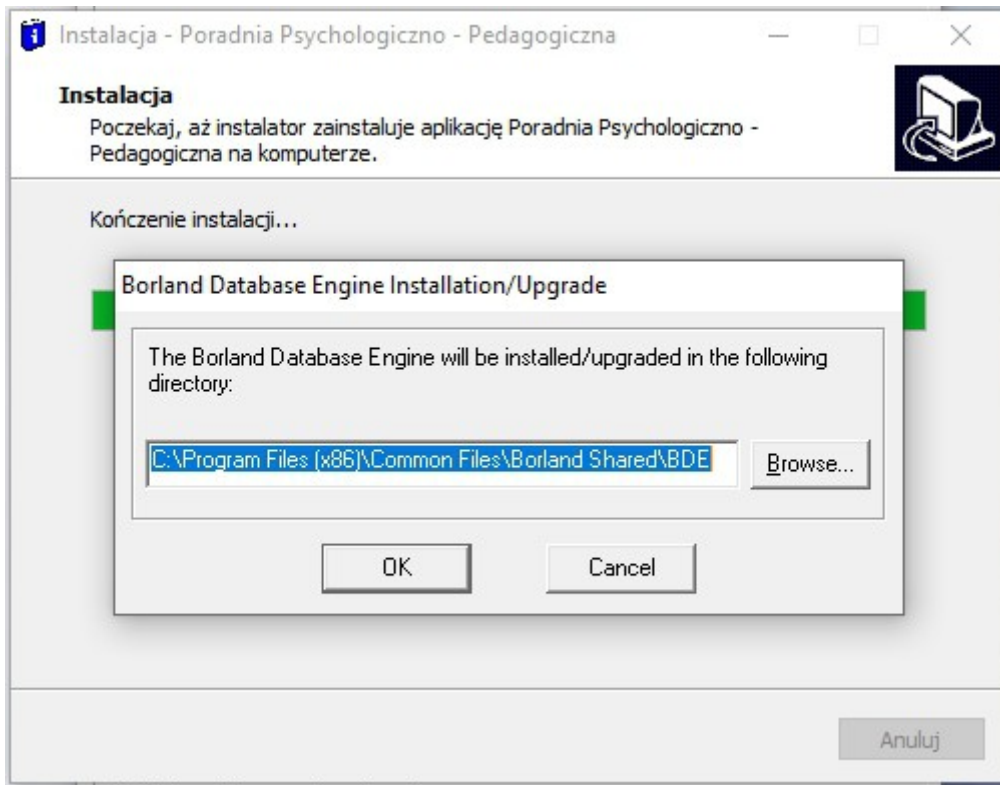 Instalacja - Poradnia Psychologiczno - Pedagogiczna
Instalacja
Poczekaj, aż instalator zainstaluje aplikację Poradnia Psychologiczno -
Pedagogiczna na komputerze.
Kończenie instalacji...
Borland Database Engine Installation/Upgrade
The Borland Database Engine will be installed/upgraded in the following
directory:
C:\Program Files (x86)\Common Files\Borland Shared\BDE
Browse...
OK
Cancel
Anuluj